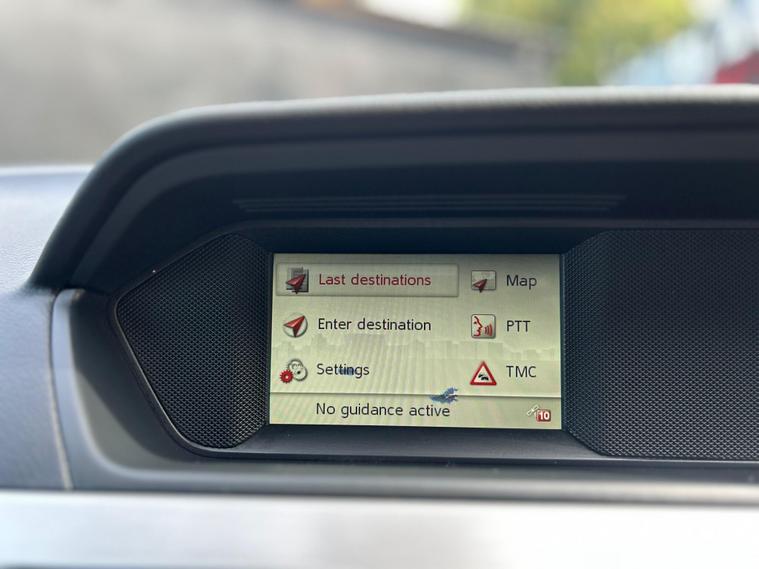 Last destinations
Map
Enter destination
PTT
Settings
TMC
No guidance active
10